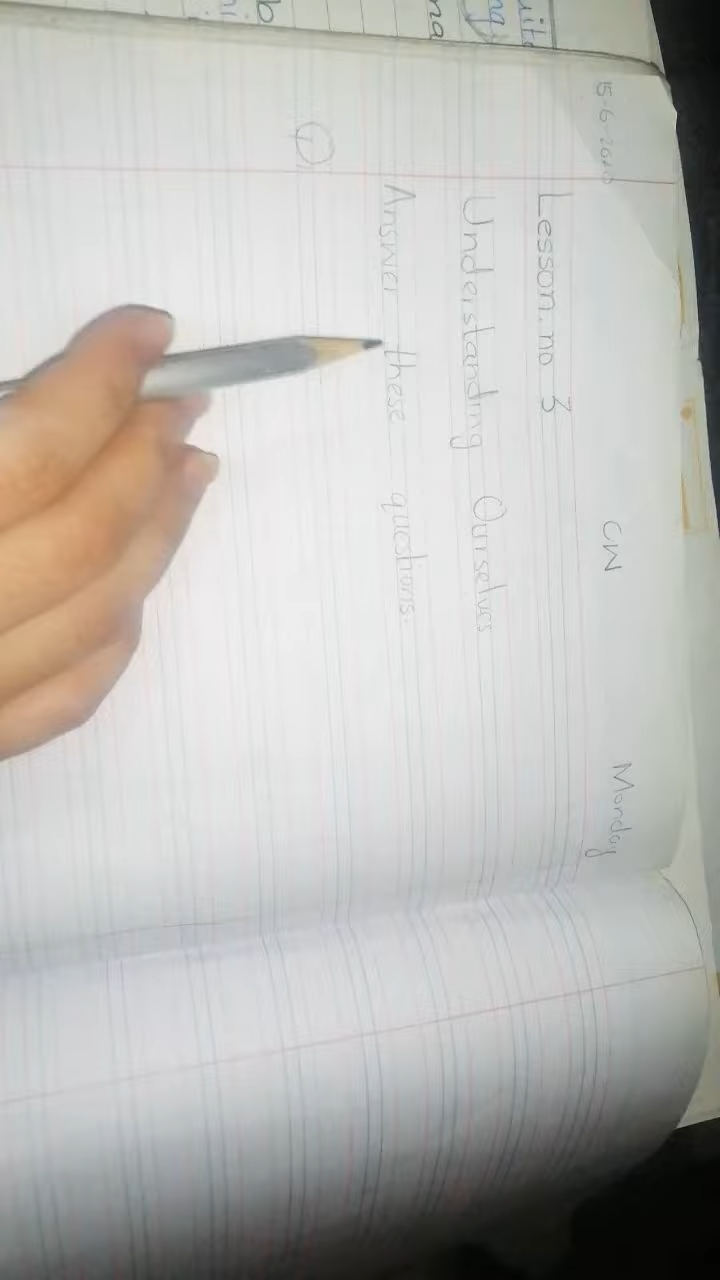 15-6-2020 CW Monday
Lesson.no 3
Understanding Ourselves
Answer these questions.
1